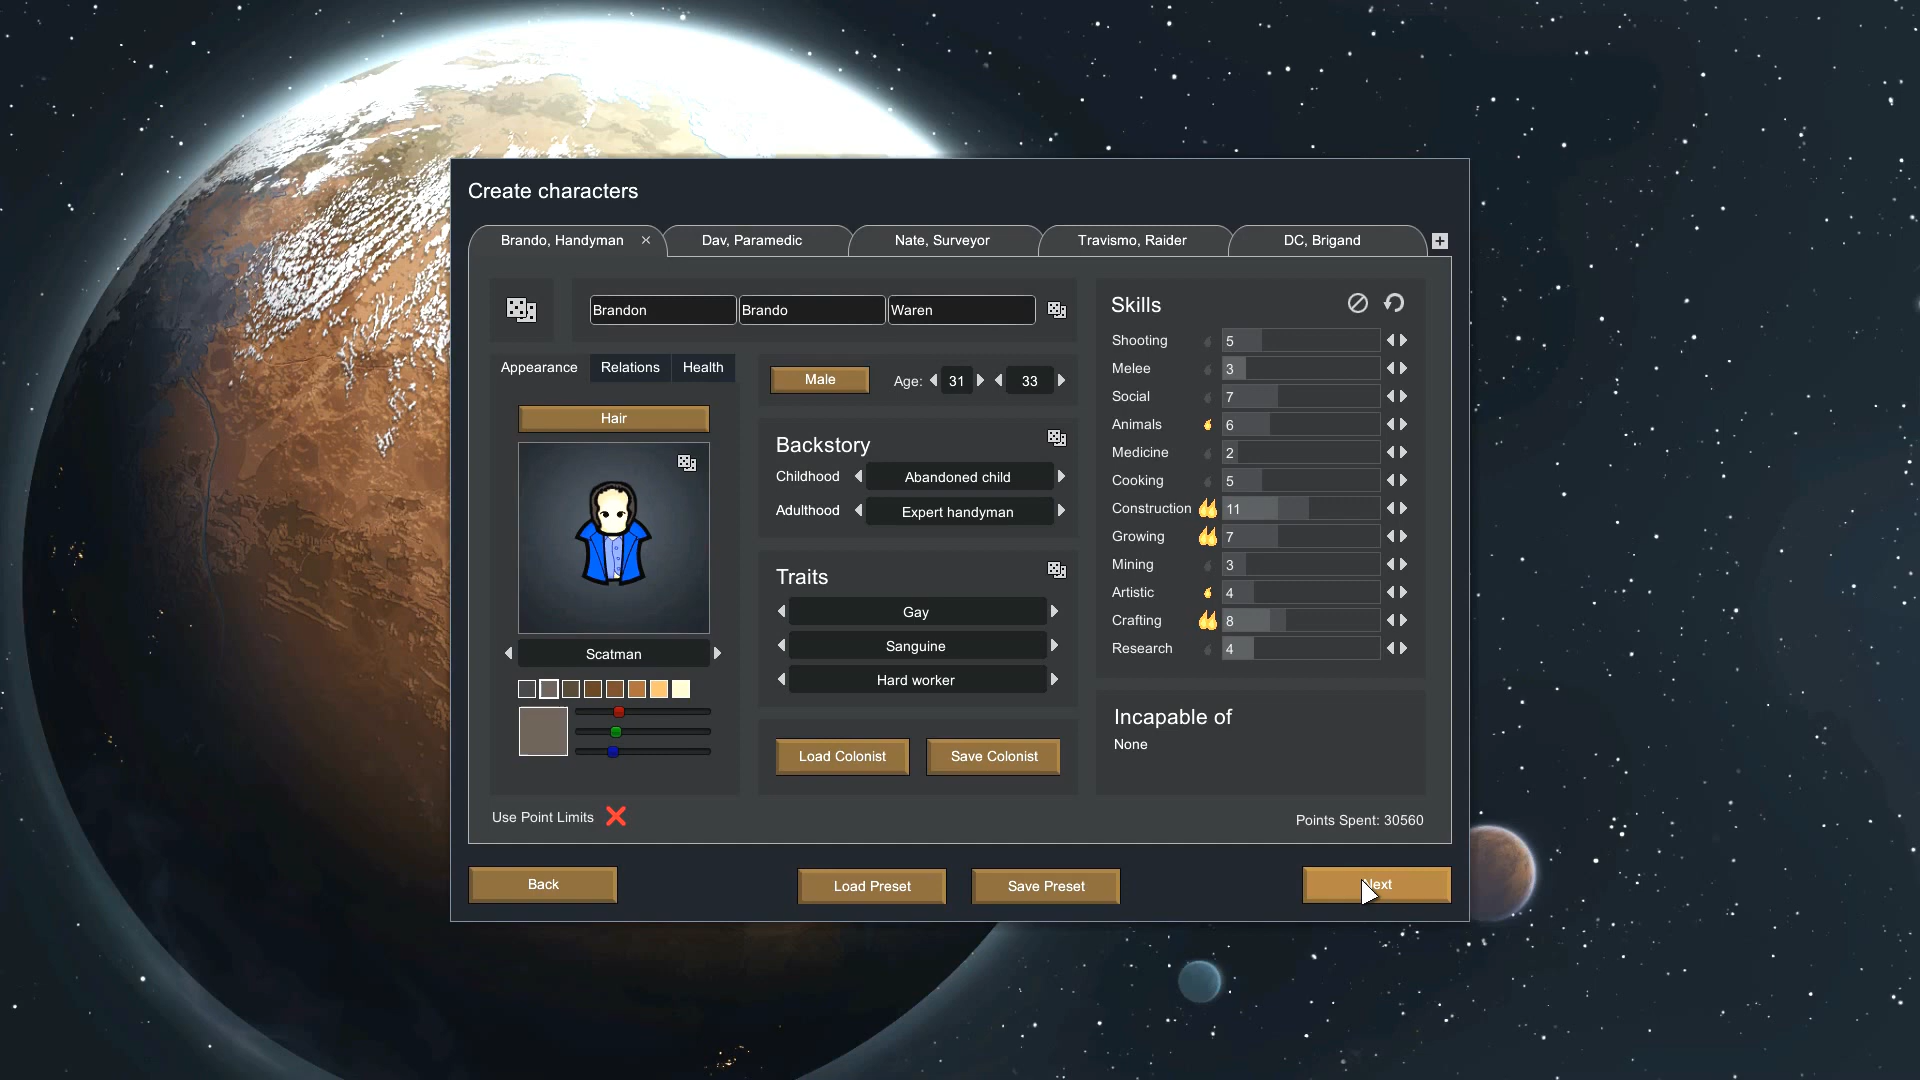 Create characters
Brando, Handyman
Dav, Paramedic
Nate, Surveyor
Travismo, Raider
DC, Brigand
Brandon
Brando
Waren
Appearance
Relations
Health
Male
Age:
31
33
Hair
Scatman
Backstory
Childhood
Abandoned child
Adulthood
Expert handyman
Traits
Gay
Sanguine
Hard worker
Load Colonist
Save Colonist
Skills
Shooting 5
Melee 3
Social 7
Animals 6
Medicine 2
Cooking 5
Construction 11
Growing 7
Mining 3
Artistic 4
Crafting 8
Research 4
Incapable of
None
Use Point Limits
Points Spent: 30560
Back
Load Preset
Save Preset